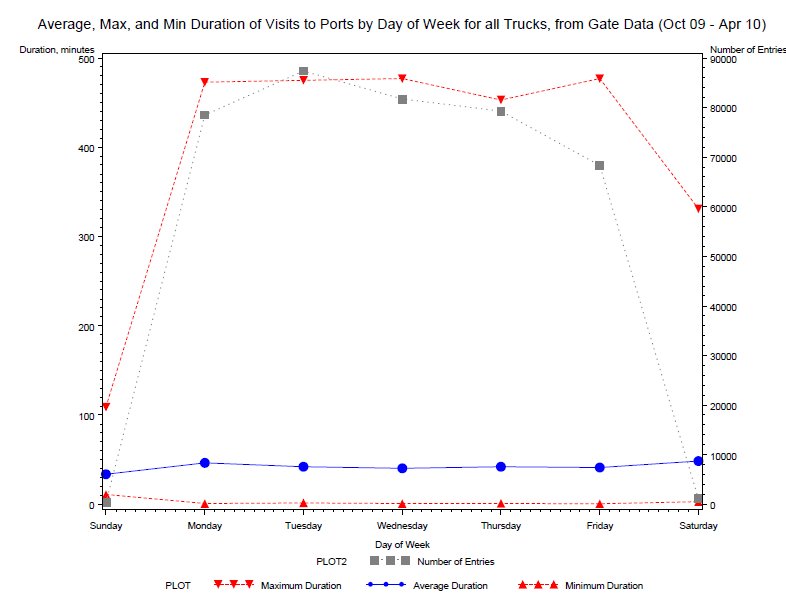 Average, Max, and Min Duration of Visits to Ports by Day of Week for all Trucks, from Gate Data (Oct 09 - Apr 10)
Duration, minutes Number of Entries
500 90000
80000
400
70000
300 60000
50000
200 40000
30000
100 20000
10000
0 0
Sunday Monday Tuesday Wednesday Thursday Friday Saturday
Day of Week
PLOT2 Number of Entries
PLOT Maximum Duration Average Duration Minimum Duration